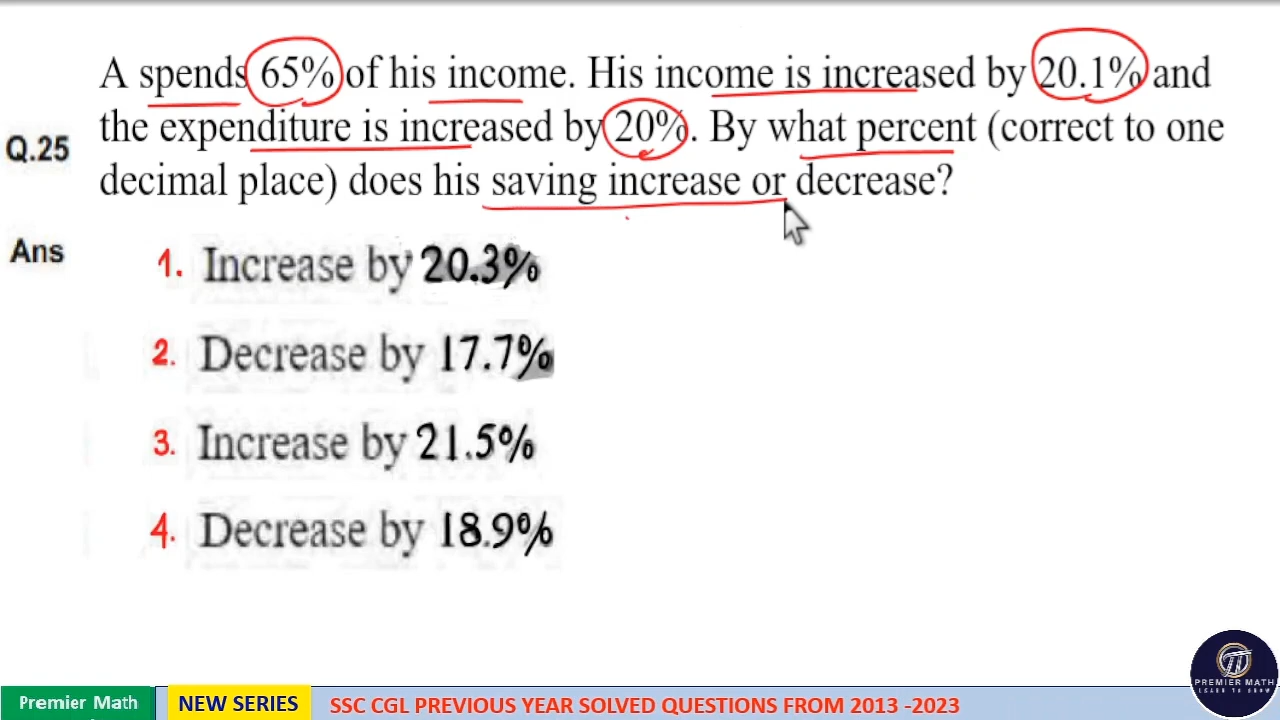 A spends 65% of his income. His income is increased by 20.1% and
Q.25 the expenditure is increased by 20%. By what percent (correct to one
decimal place) does his saving increase or decrease?
Ans
1. Increase by 20.3%
2. Decrease by 17.7%
3. Increase by 21.5%
4. Decrease by 18.9%
PREMIER MATH
LEARN TO GROW
Premier Math
NEW SERIES
SSC CGL PREVIOUS YEAR SOLVED QUESTIONS FROM 2013 -2023